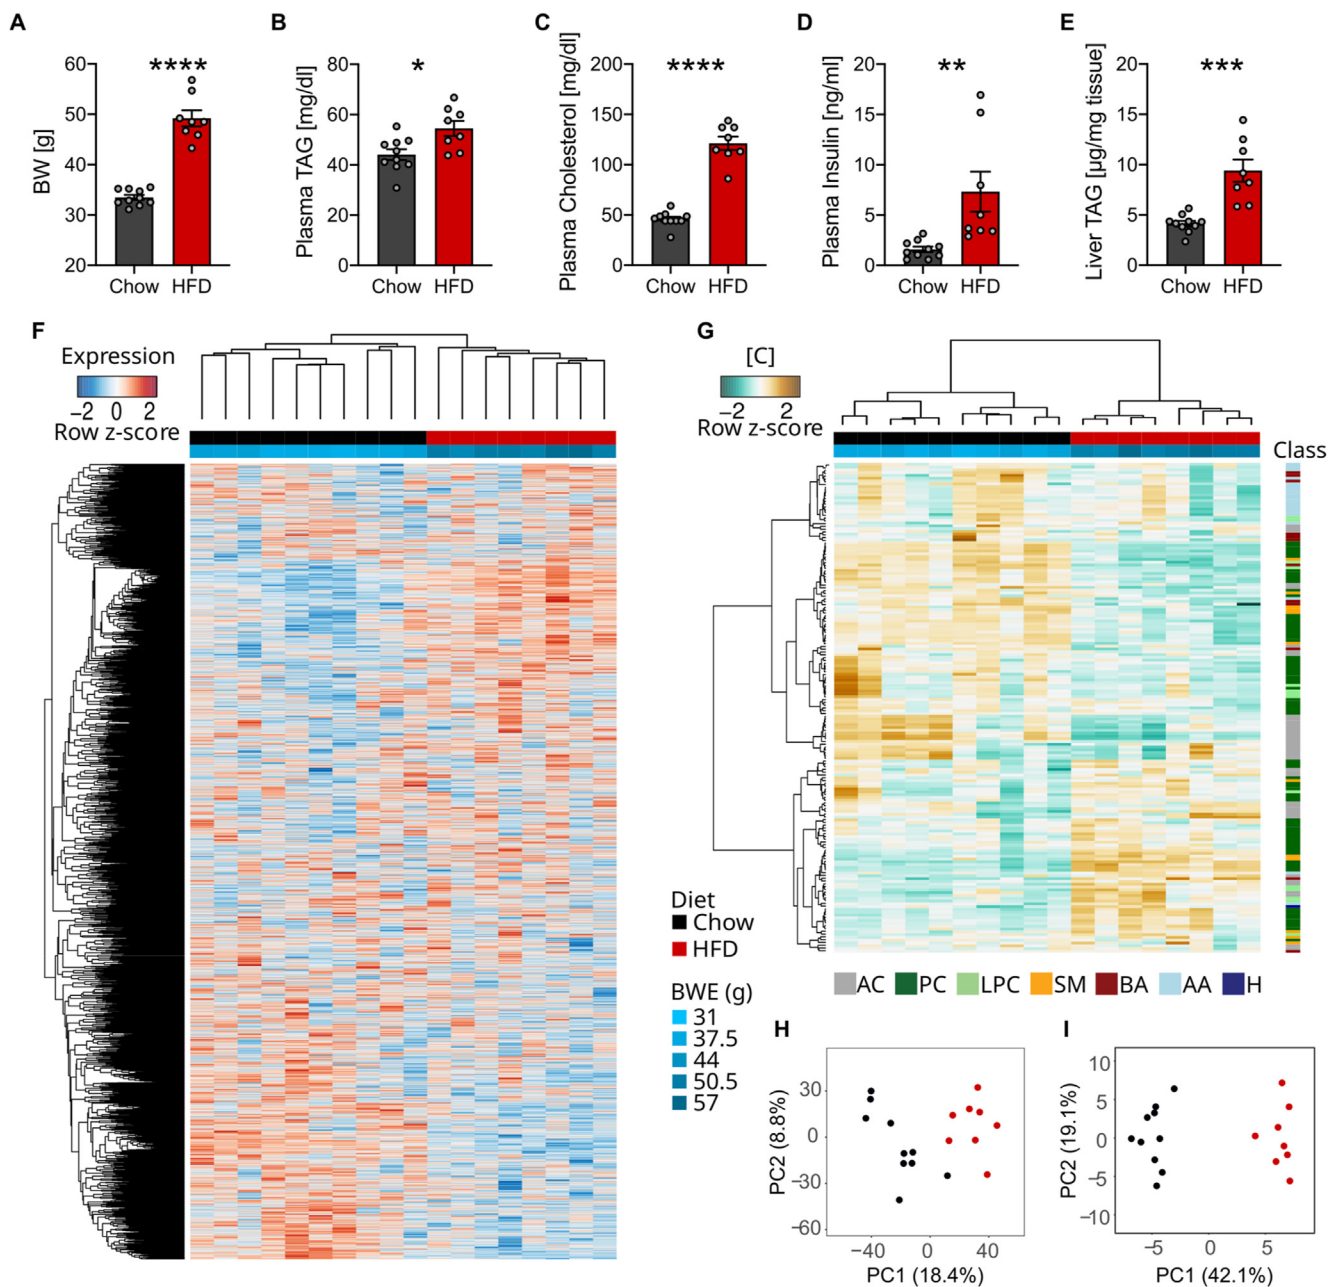 A
BW [g]
****
60
50
40
30
20
Chow HFD
B
Plasma TAG [mg/dl]
*
80
60
40
20
0
Chow HFD
C
Plasma Cholesterol [mg/dl]
****
200
150
100
50
0
Chow HFD
D
Plasma Insulin [ng/ml]
**
20
15
10
5
0
Chow HFD
E
Liver TAG [µg/mg tissue]
***
20
15
10
5
0
Chow HFD
F
Expression
−2 0 2
Row z-score
G
[C]
−2 2
Row z-score
Class
Diet
Chow
HFD
BWE (g)
31
37.5
44
50.5
57
AC PC LPC SM BA AA H
H
PC2 (8.8%)
30
0
−30
−60
−40 0 40
PC1 (18.4%)
I
PC2 (19.1%)
10
5
0
−5
−10
−5 0 5
PC1 (42.1%)